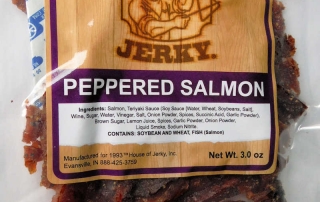 JERKY
PEPPERED SALMON
Ingredients: Salmon, Teriyaki Sauce [Soy Sauce (Water, Wheat, Soybeans, Salt),
Wine, Sugar, Water, Vinegar, Salt, Onion Powder, Spices, Succinic Acid, Garlic Powder],
Brown Sugar, Lemon Juice, Spices, Garlic Powder, Onion Powder,
Liquid Smoke, Sodium Nitrite.
CONTAINS: SOYBEAN AND WHEAT, FISH (Salmon)
Manufactured for 1993 House of Jerky, Inc.
Net Wt. 3.0 oz
Evansville, IN 888-425-3759